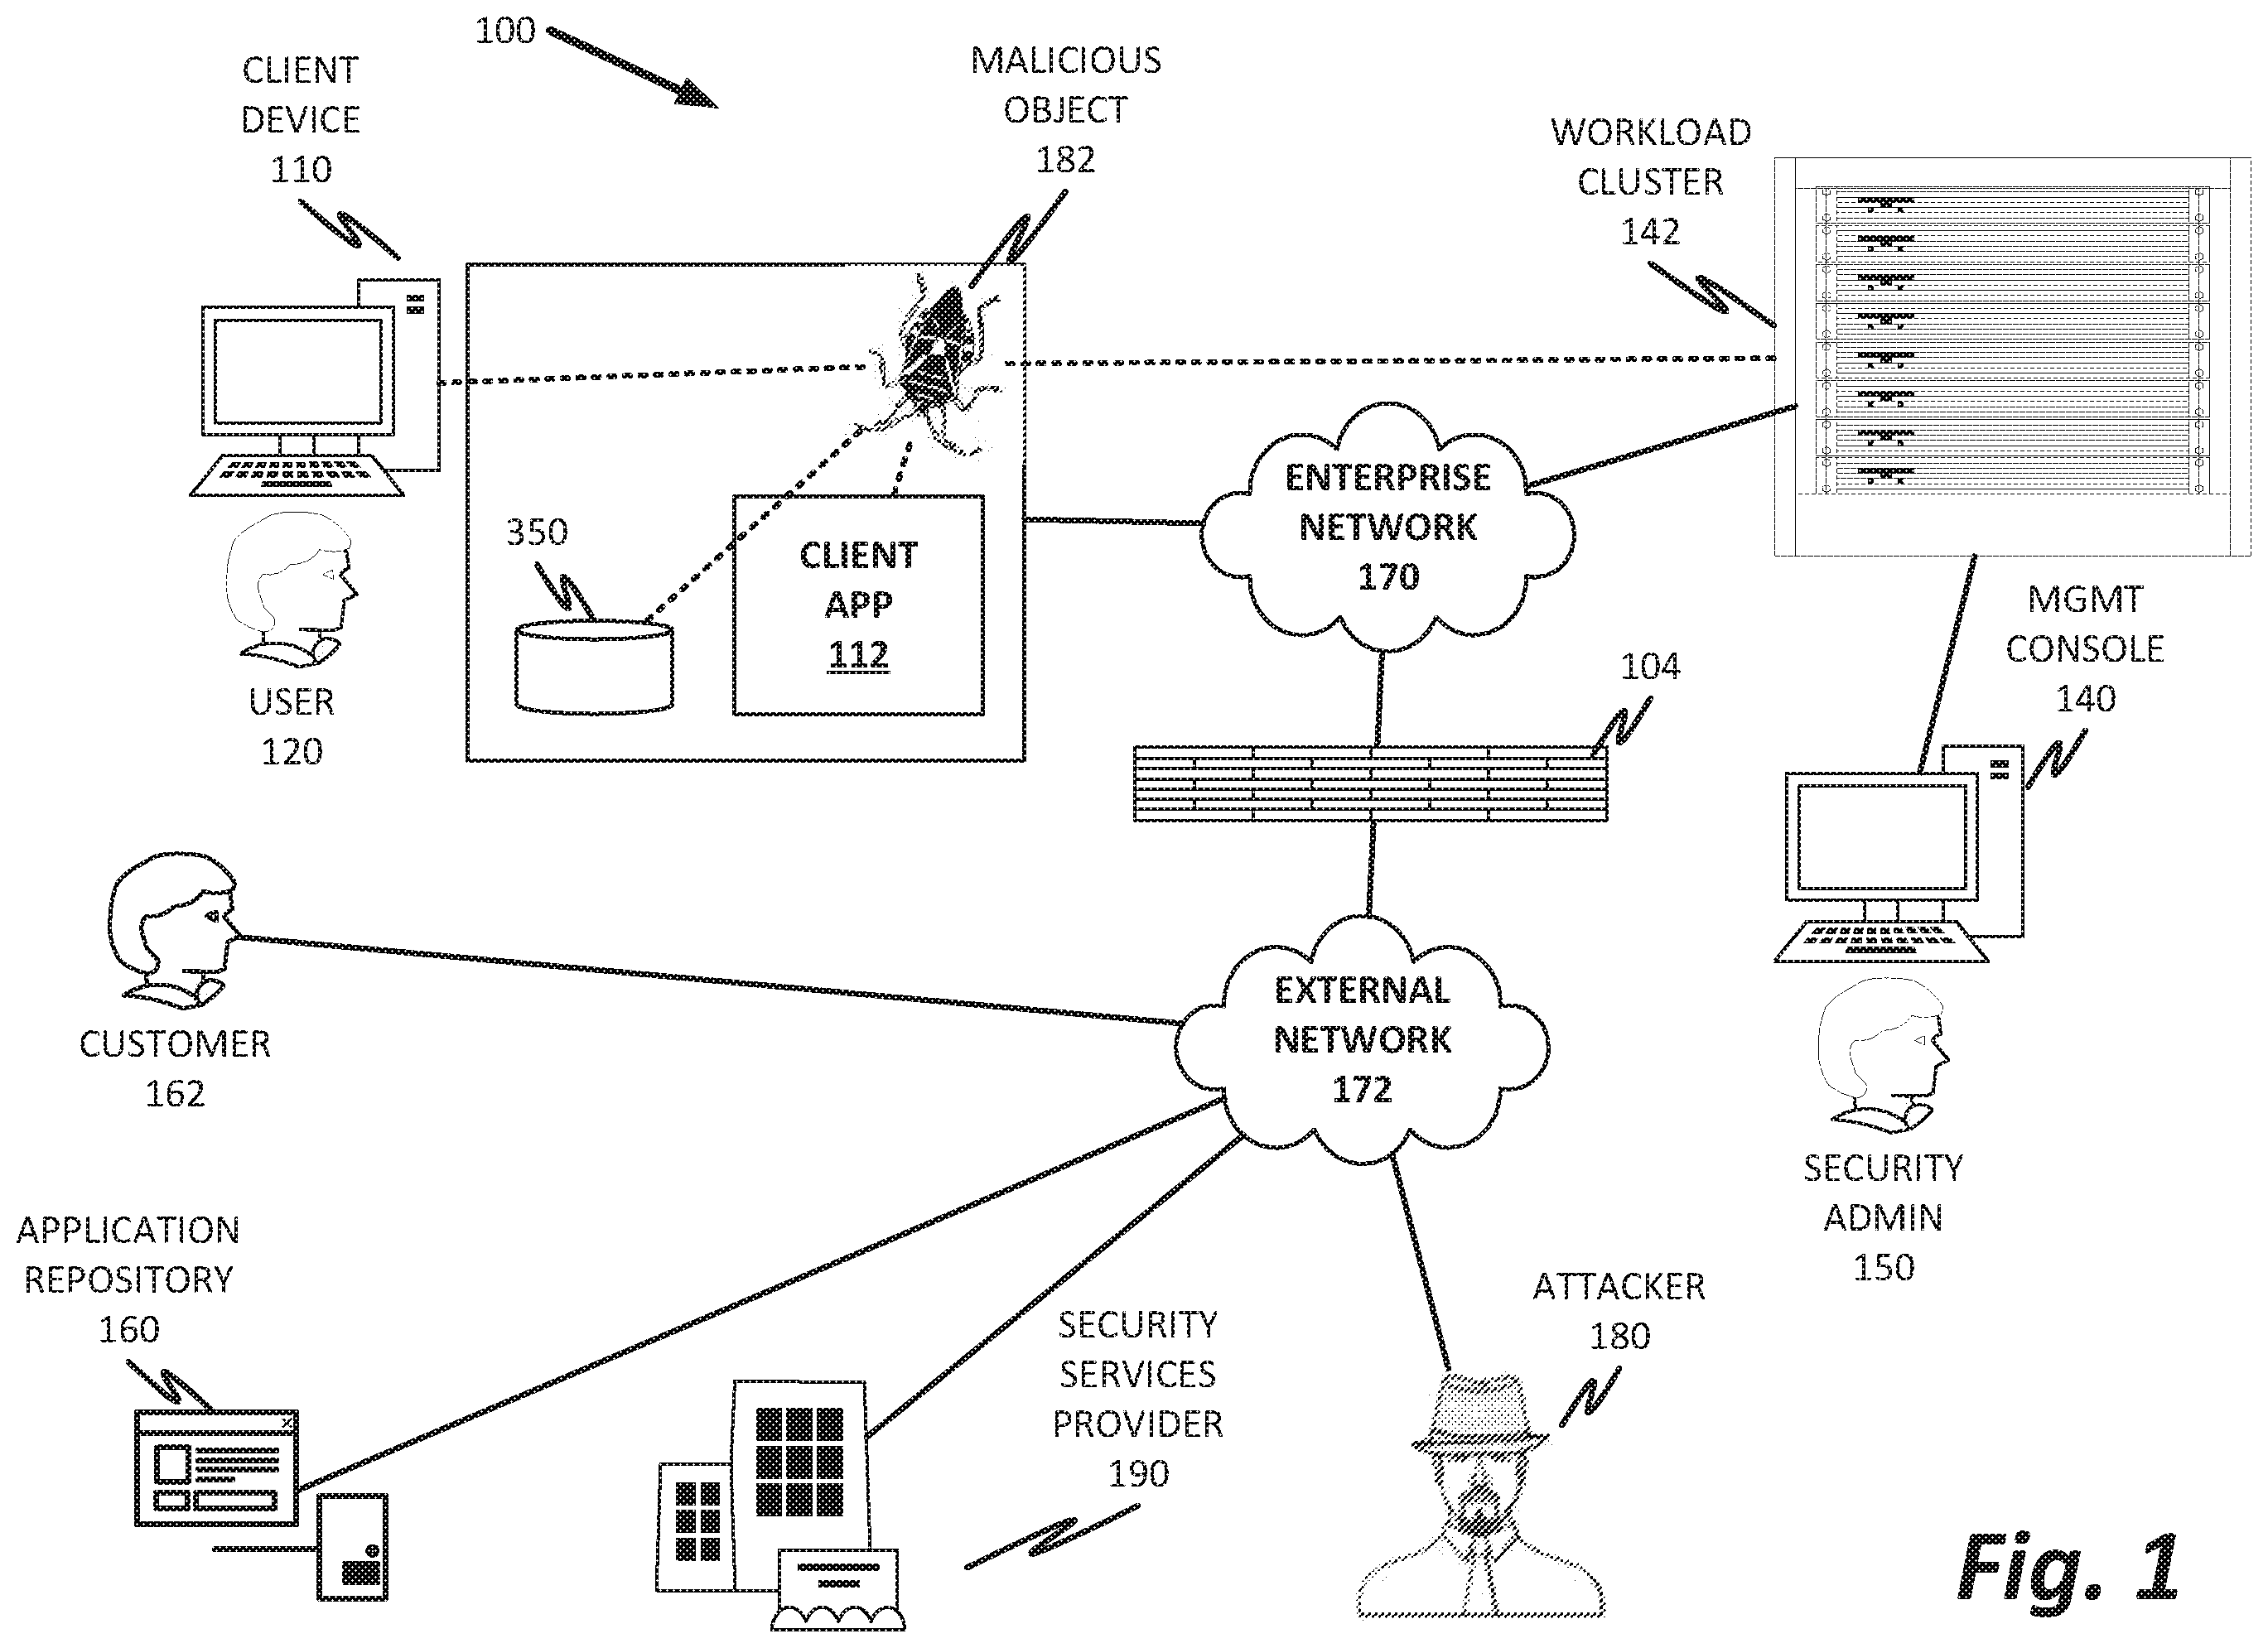 100
CLIENT
DEVICE
110
MALICIOUS
OBJECT
182
WORKLOAD
CLUSTER
142
ENTERPRISE
NETWORK
170
350
CLIENT
APP
112
USER
120
104
MGMT
CONSOLE
140
CUSTOMER
162
EXTERNAL
NETWORK
172
SECURITY
ADMIN
150
APPLICATION
REPOSITORY
160
SECURITY
SERVICES
PROVIDER
190
ATTACKER
180
X
Fig. 1